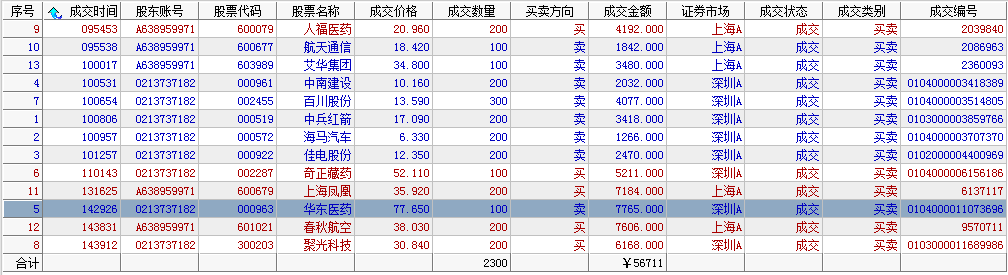 序号 成交时间 股东账号 股票代码 股票名称 成交价格 成交数量 买卖方向 成交金额 证券市场 成交状态 成交类别 成交编号
9 095453 A638959971 600079 人福医药 20.960 200 买 4192.000 上海A 成交 买卖 2039840
10 095538 A638959971 600677 航天通信 18.420 100 卖 1842.000 上海A 成交 买卖 2086963
13 100017 A638959971 603989 艾华集团 34.800 100 卖 3480.000 上海A 成交 买卖 2360093
4 100531 0213737182 000961 中南建设 10.160 200 卖 2032.000 深圳A 成交 买卖 0104000003418389
7 100654 0213737182 002455 百川股份 13.590 300 卖 4077.000 深圳A 成交 买卖 0104000003514805
1 100806 0213737182 000519 中兵红箭 17.090 200 卖 3418.000 深圳A 成交 买卖 0103000003859766
2 100957 0213737182 000572 海马汽车 6.330 200 卖 1266.000 深圳A 成交 买卖 0104000003707370
3 101257 0213737182 000922 佳电股份 12.350 200 卖 2470.000 深圳A 成交 买卖 0102000004400969
6 110143 0213737182 002287 奇正藏药 52.110 100 买 5211.000 深圳A 成交 买卖 0104000006156186
11 131625 A638959971 600679 上海凤凰 35.920 200 买 7184.000 上海A 成交 买卖 6137117
5 142926 0213737182 000963 华东医药 77.650 100 卖 7765.000 深圳A 成交 买卖 0104000011073696
12 143831 A638959971 601021 春秋航空 38.030 200 买 7606.000 上海A 成交 买卖 9570711
8 143912 0213737182 300203 聚光科技 30.840 200 买 6168.000 深圳A 成交 买卖 0103000011689986
合计 2300 ￥56711